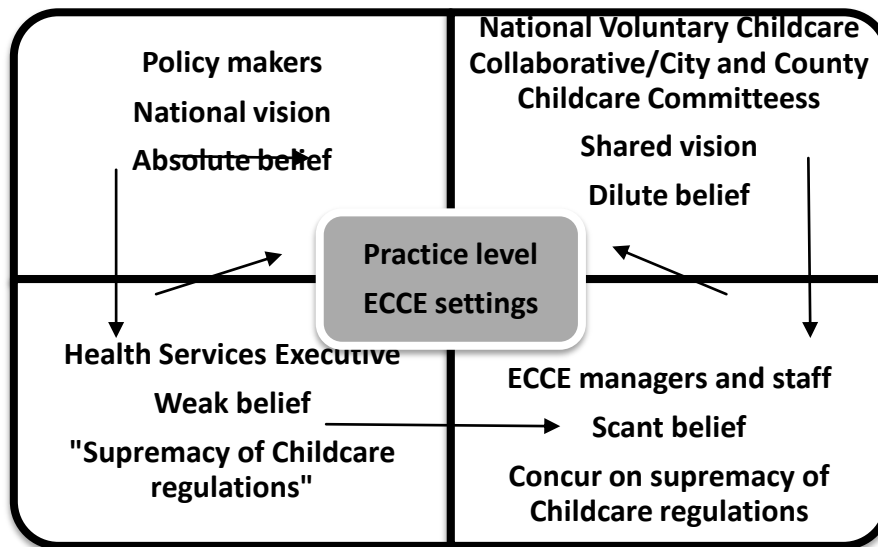 Policy makers
National vision
Absolute belief
National Voluntary Childcare
Collaborative/City and County
Childcare Committeess
Shared vision
Dilute belief
Practice level
ECCE settings
Health Services Executive
Weak belief
"Supremacy of Childcare
regulations"
ECCE managers and staff
Scant belief
Concur on supremacy of
Childcare regulations